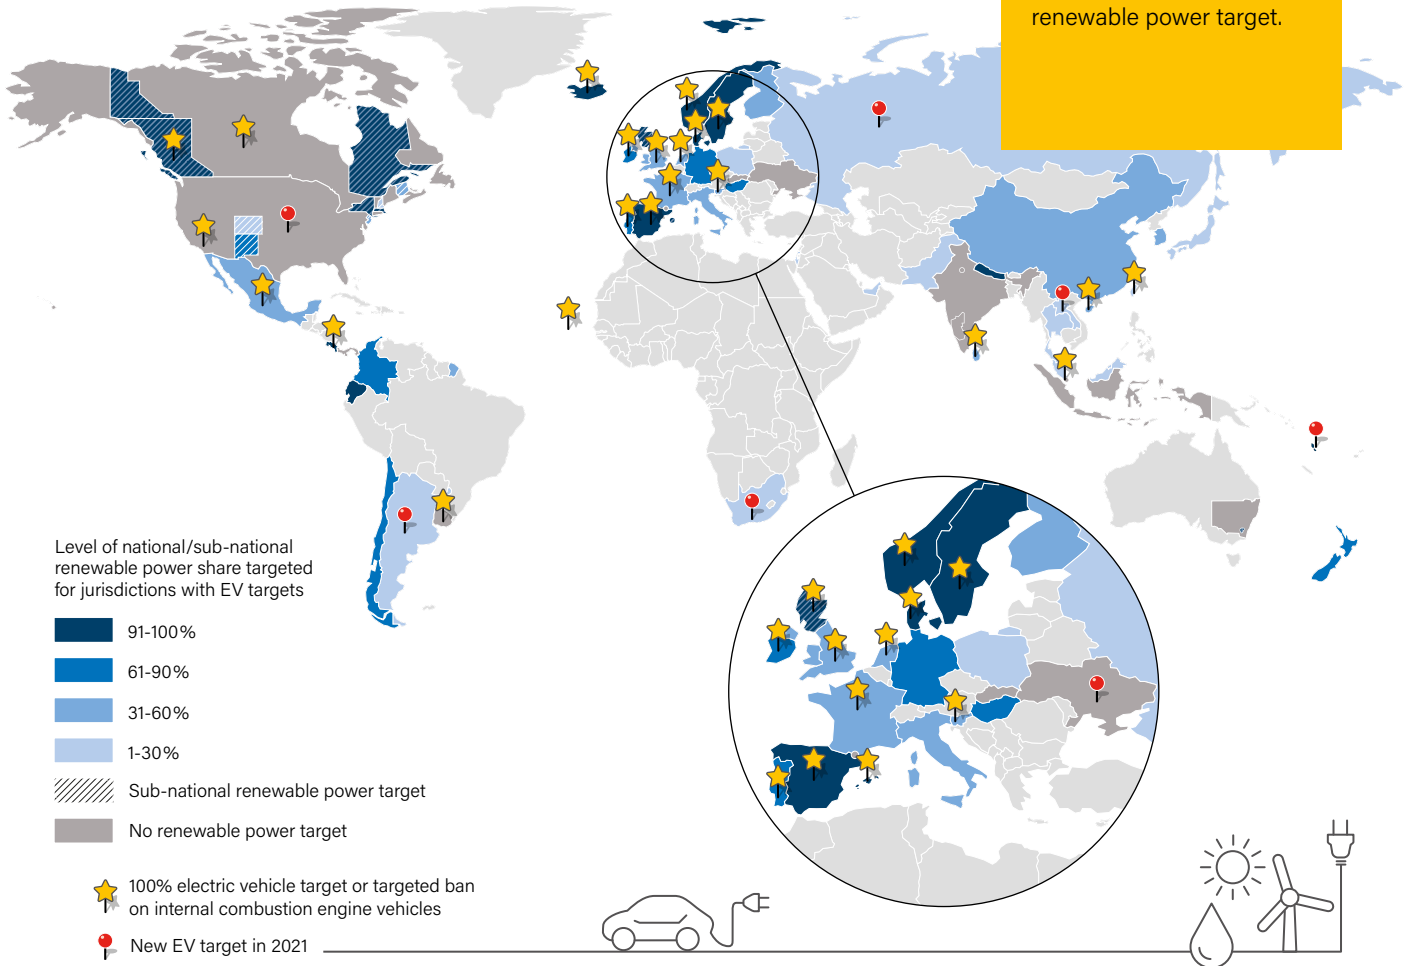 renewable power target.
Level of national/sub-national
renewable power share targeted
for jurisdictions with EV targets
91-100%
61-90%
31-60%
1-30%
Sub-national renewable power target
No renewable power target
100% electric vehicle target or targeted ban
on internal combustion engine vehicles
New EV target in 2021